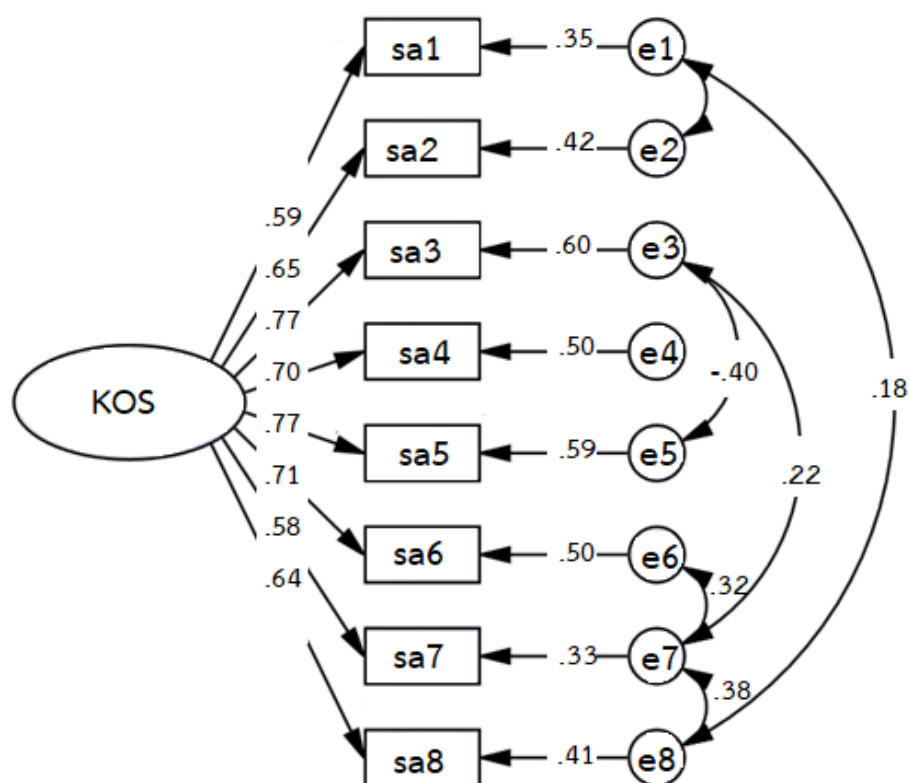 sa1 .35 e1
sa2 .42 e2
.59
sa3 .60 e3
.65
.77
sa4 .50 e4
.70 -.40
KOS .18
.77
sa5 .59 e5
.71 .22
.58
sa6 .50 e6
.64 .32
sa7 .33 e7
.38
sa8 .41 e8